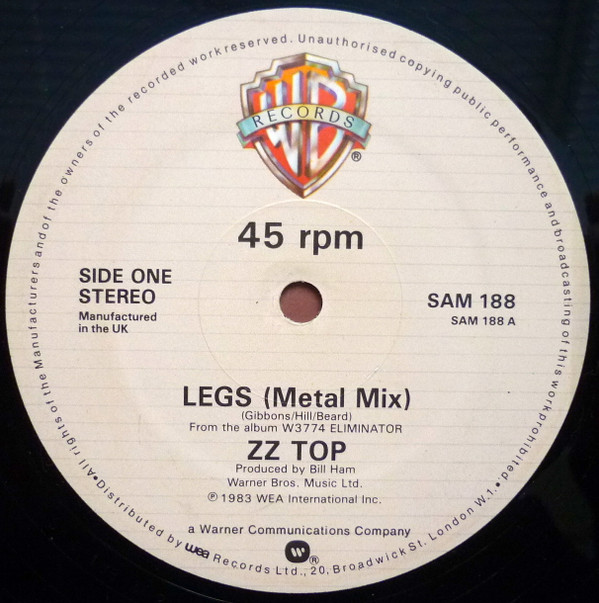 WB
RECORDS
®
45 rpm
SIDE ONE
STEREO
Manufactured
in the UK
SAM 188
SAM 188 A
LEGS (Metal Mix)
(Gibbons/Hill/Beard)
From the album W3774 ELIMINATOR
ZZ TOP
Produced by Bill Ham
Warner Bros. Music Ltd.
℗ 1983 WEA International Inc.
a Warner Communications Company
®
•All rights of the Manufacturers and of the owners of the recorded work reserved. Unauthorised copying public performance and broadcasting of this work prohibited.•
Distributed by wea Records Ltd., 20, Broadwick St. London W.1.